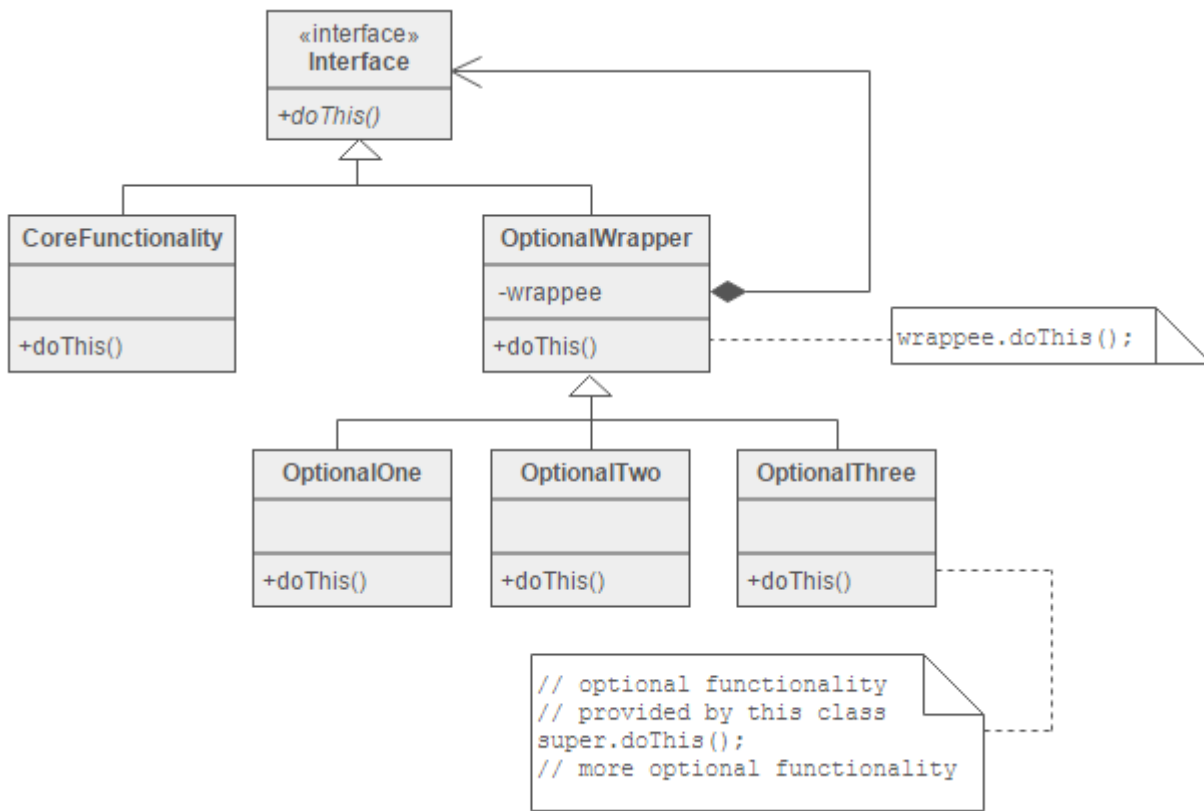 «interface»
Interface
+doThis()
CoreFunctionality
+doThis()
OptionalWrapper
-wrappee
+doThis()
wrappee.doThis();
OptionalOne
+doThis()
OptionalTwo
+doThis()
OptionalThree
+doThis()
// optional functionality
// provided by this class
super.doThis();
// more optional functionality